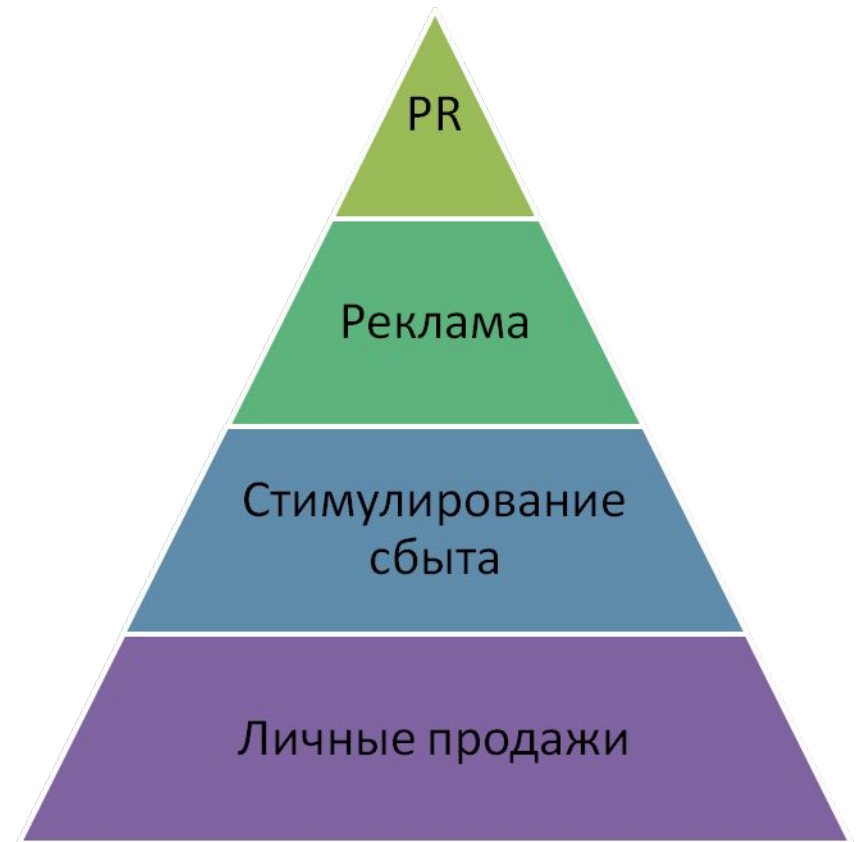 PR
Реклама
Стимулирование
сбыта
Личные продажи